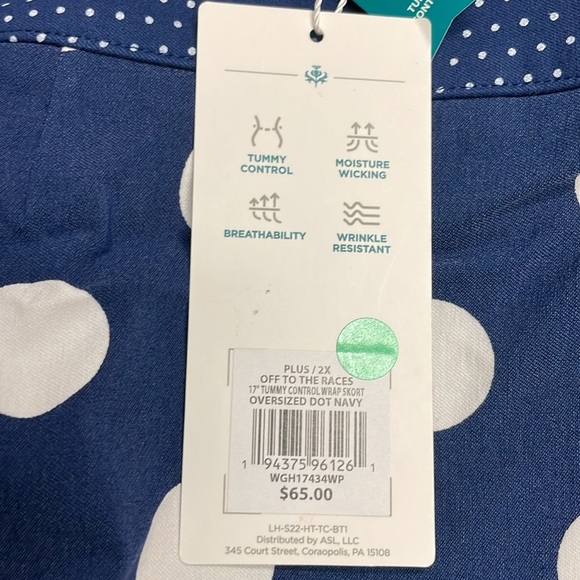 TUMMY
CONTROL
MOISTURE
WICKING
BREATHABILITY
WRINKLE
RESISTANT
PLUS / 2X
OFF TO THE RACES
17" TUMMY CONTROL WRAP SKORT
OVERSIZED DOT NAVY
1 94375 96126 1
WGH17434WP
$65.00
LH-S22-HT-TC-BT1
Distributed by ASL, LLC
345 Court Street, Coraopolis, PA 15108